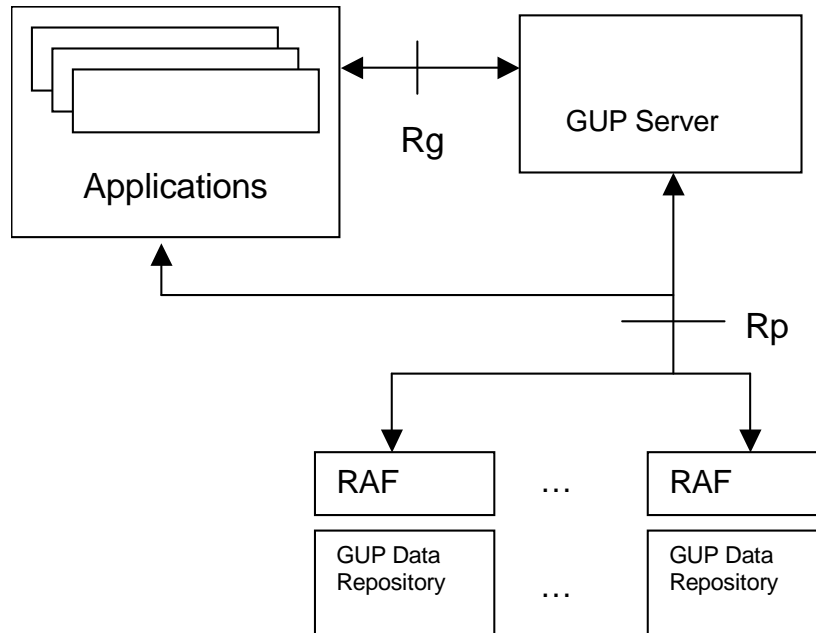 GUP Server
Rg
Applications
Rp
RAF
...
RAF
GUP Data
Repository
...
GUP Data
Repository